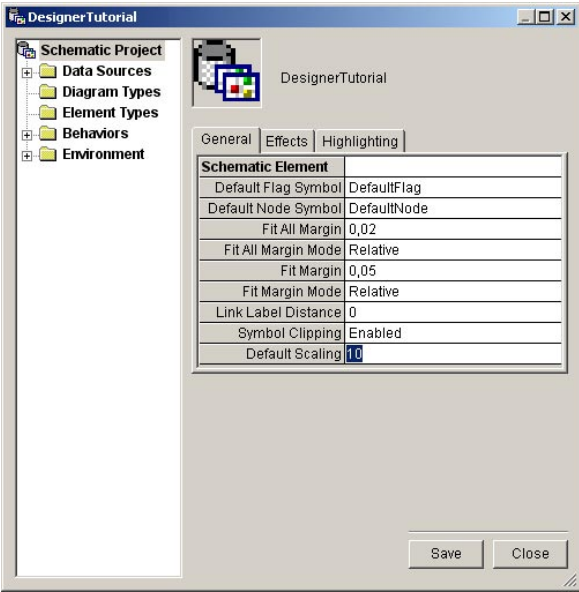 DesignerTutorial
Schematic Project
Data Sources
Diagram Types
Element Types
Behaviors
Environment
DesignerTutorial
General Effects Highlighting
Schematic Element
Default Flag Symbol DefaultFlag
Default Node Symbol DefaultNode
Fit All Margin 0,02
Fit All Margin Mode Relative
Fit Margin 0,05
Fit Margin Mode Relative
Link Label Distance 0
Symbol Clipping Enabled
Default Scaling 10
Save Close